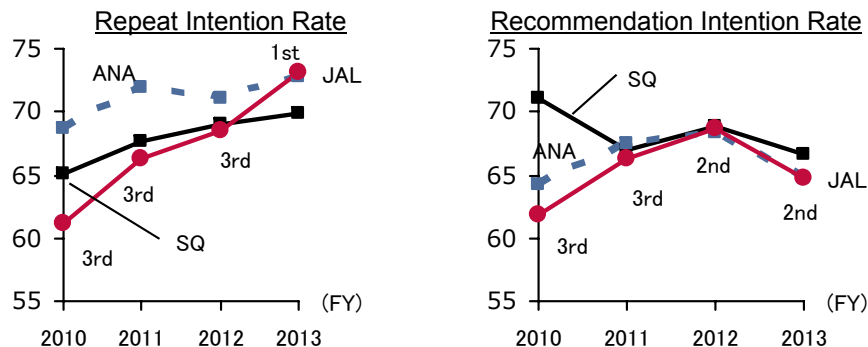 Repeat Intention Rate
75
70
65
60
55
ANA
1st
JAL
3rd
3rd
3rd
SQ
(FY)
2010 2011 2012 2013
Recommendation Intention Rate
75
70
65
60
55
SQ
ANA
JAL
2nd
3rd
2nd
3rd
(FY)
2010 2011 2012 2013